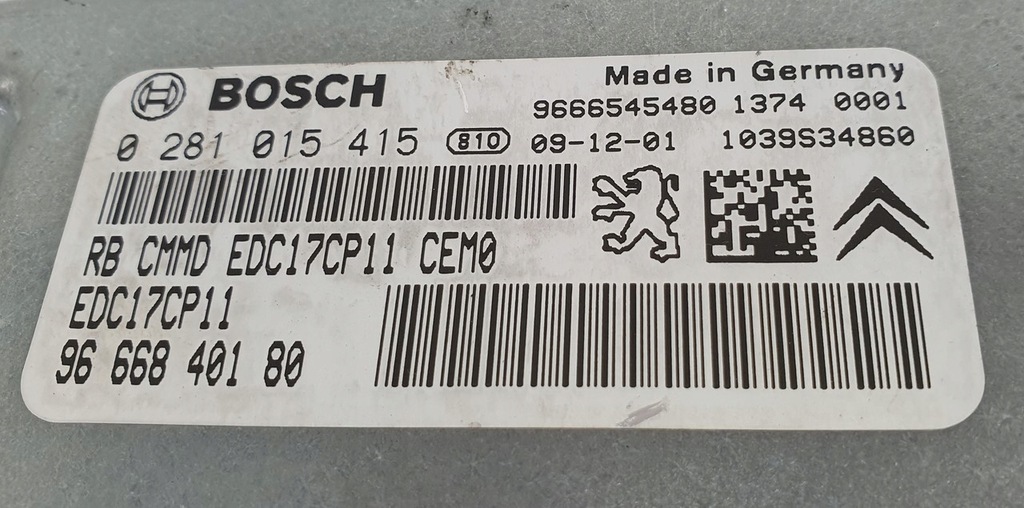 BOSCH
Made in Germany
9666545480 1374 0001
0 281 015 415 810 09-12-01 1039S34860
RB CMMD EDC17CP11 CEM0
EDC17CP11
96 668 401 80